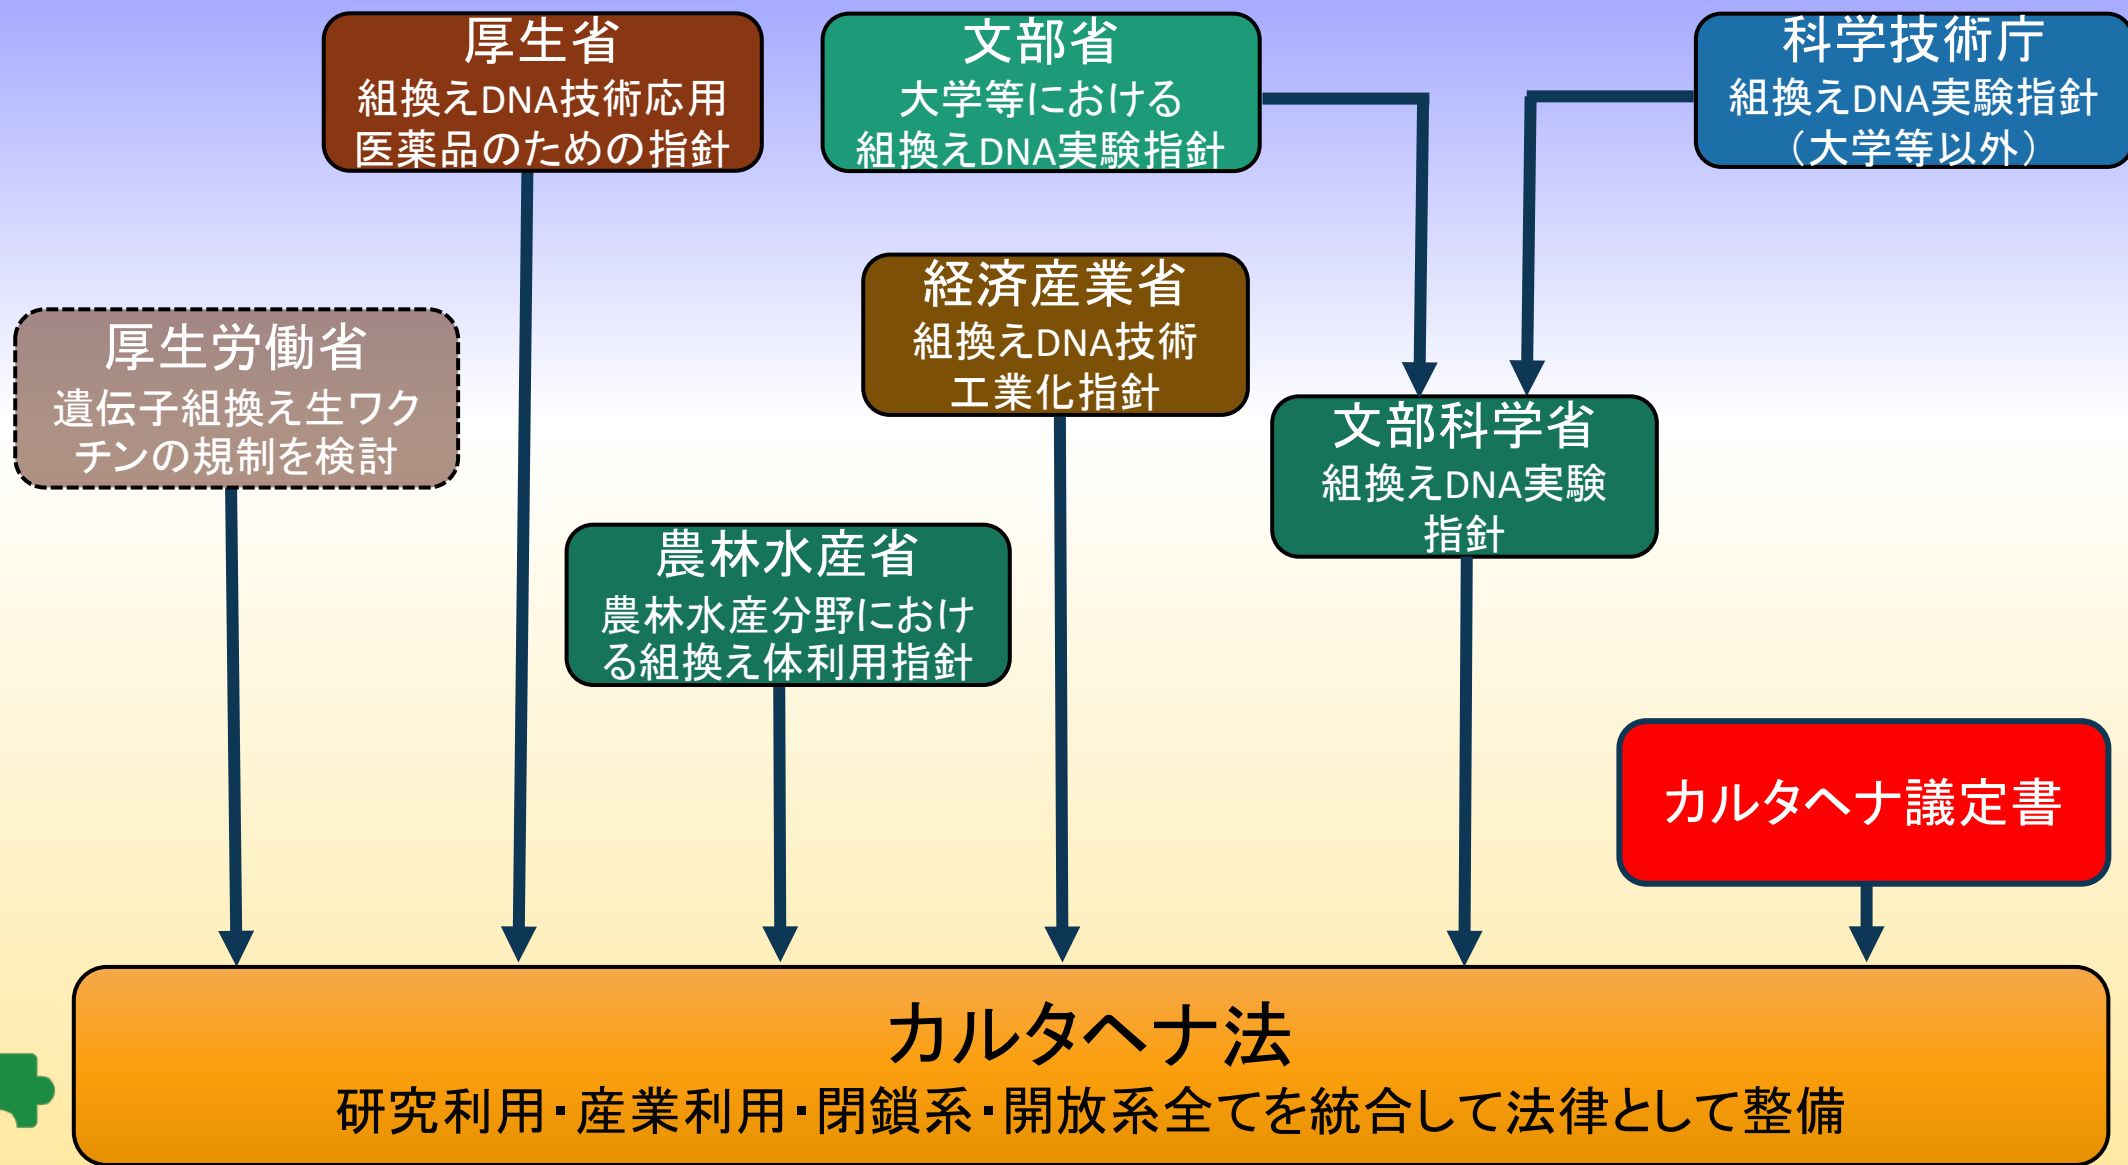 厚生省
組換えDNA技術応用
医薬品のための指針
文部省
大学等における
組換えDNA実験指針
科学技術庁
組換えDNA実験指針
（大学等以外）
経済産業省
組換えDNA技術
工業化指針
厚生労働省
遺伝子組換え生ワク
チンの規制を検討
文部科学省
組換えDNA実験
指針
農林水産省
農林水産分野におけ
る組換え体利用指針
カルタヘナ議定書
カルタヘナ法
研究利用・産業利用・閉鎖系・開放系全てを統合して法律として整備